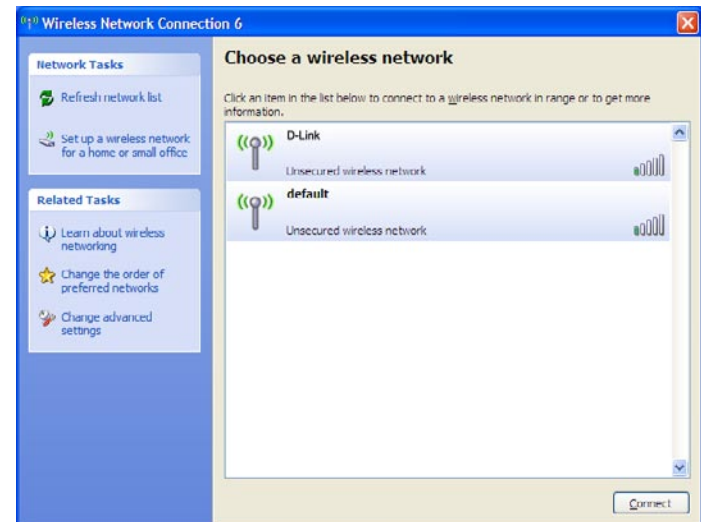 Wireless Network Connection 6
Network Tasks
Refresh network list
Set up a wireless network
for a home or small office
Related Tasks
Learn about wireless
networking
Change the order of
preferred networks
Change advanced
settings
Choose a wireless network
Click an item in the list below to connect to a wireless network in range or to get more
information.
D-Link
Unsecured wireless network
default
Unsecured wireless network
Connect